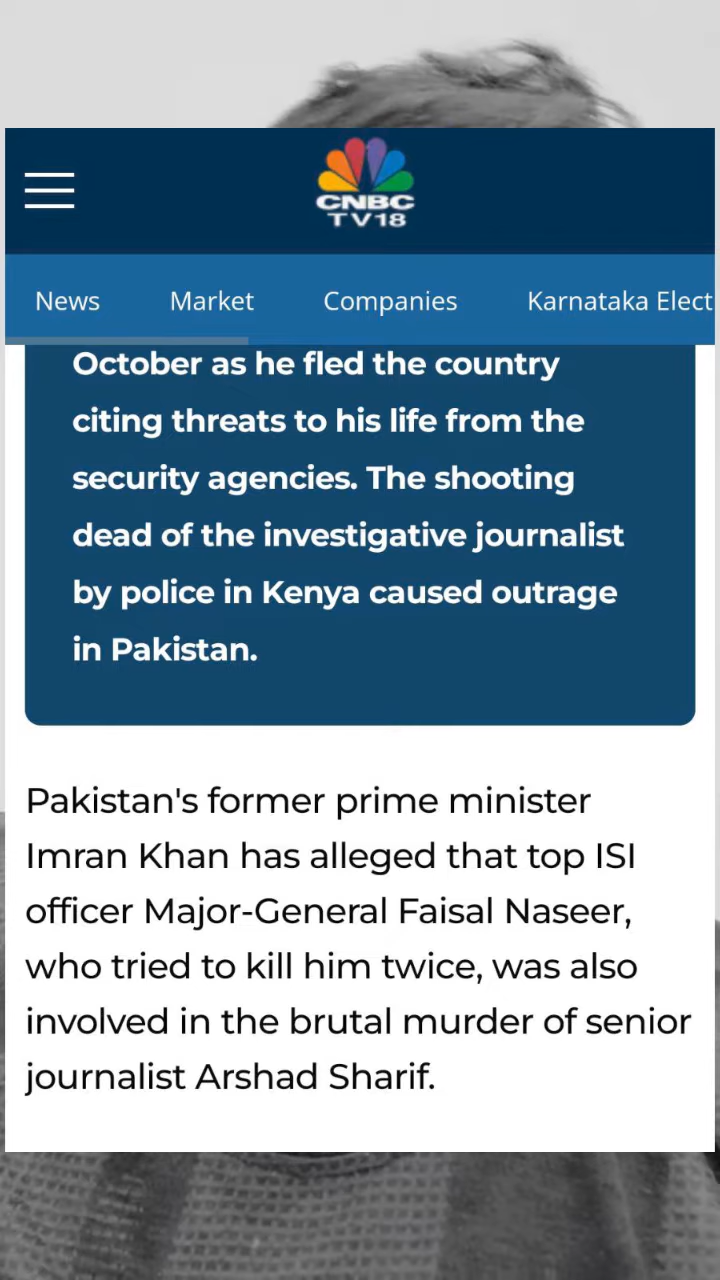 CNBC
TV18
News Market Companies Karnataka Elect
October as he fled the country
citing threats to his life from the
security agencies. The shooting
dead of the investigative journalist
by police in Kenya caused outrage
in Pakistan.
Pakistan's former prime minister
Imran Khan has alleged that top ISI
officer Major-General Faisal Naseer,
who tried to kill him twice, was also
involved in the brutal murder of senior
journalist Arshad Sharif.